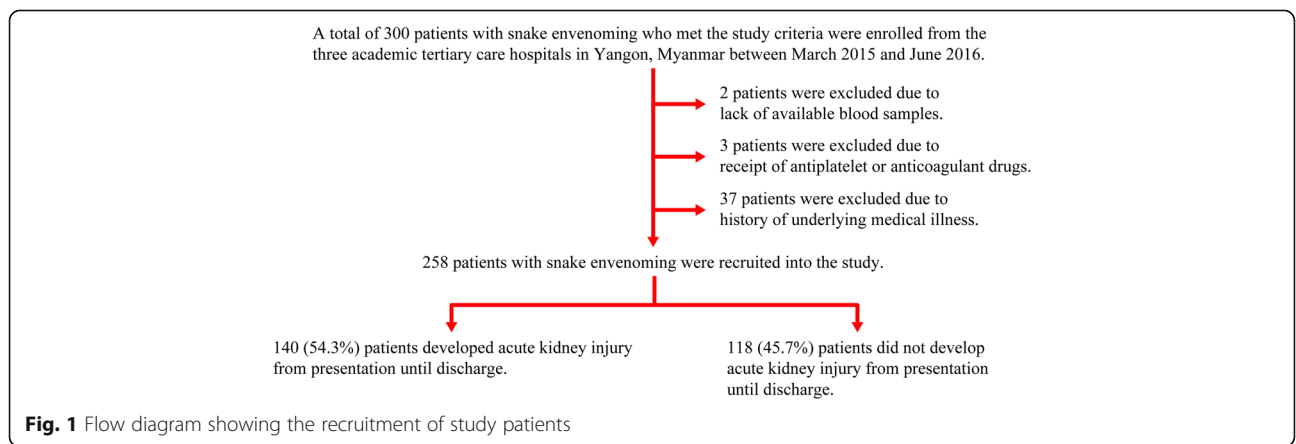 A total of 300 patients with snake envenoming who met the study criteria were enrolled from the
three academic tertiary care hospitals in Yangon, Myanmar between March 2015 and June 2016.
2 patients were excluded due to
lack of available blood samples.
3 patients were excluded due to
receipt of antiplatelet or anticoagulant drugs.
37 patients were excluded due to
history of underlying medical illness.
258 patients with snake envenoming were recruited into the study.
140 (54.3%) patients developed acute kidney injury
from presentation until discharge.
118 (45.7%) patients did not develop
acute kidney injury from presentation
until discharge.
Fig. 1 Flow diagram showing the recruitment of study patients